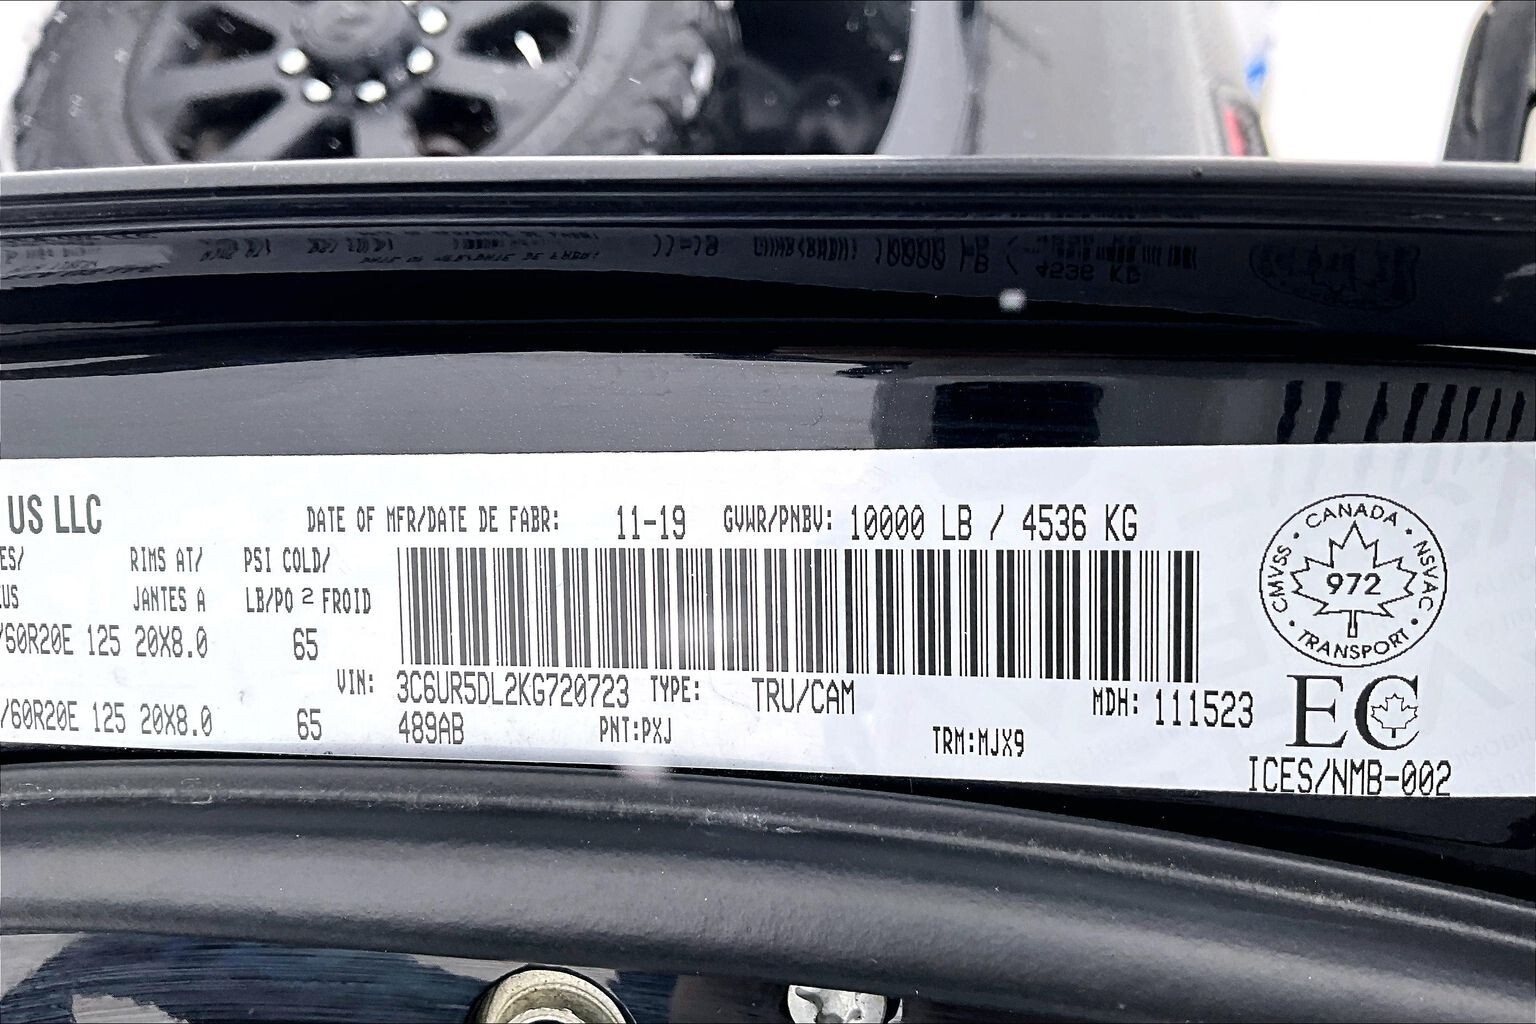 US LLC
DATE OF MFR/DATE DE FABR: 11-19 GVWR/PNBV: 10000 LB / 4536 KG
RIMS AT/ PSI COLD/
JANTES A LB/PO 2 FROID
/60R20E 125 20X8.0 65
VIN: 3C6UR5DL2KG720723 TYPE: TRU/CAM MDH: 111523
/60R20E 125 20X8.0 65 489AB PNT:PXJ TRM:MJX9
CANADA
CMVSS 972 NSVAC
TRANSPORT
EC
ICES/NMB-002